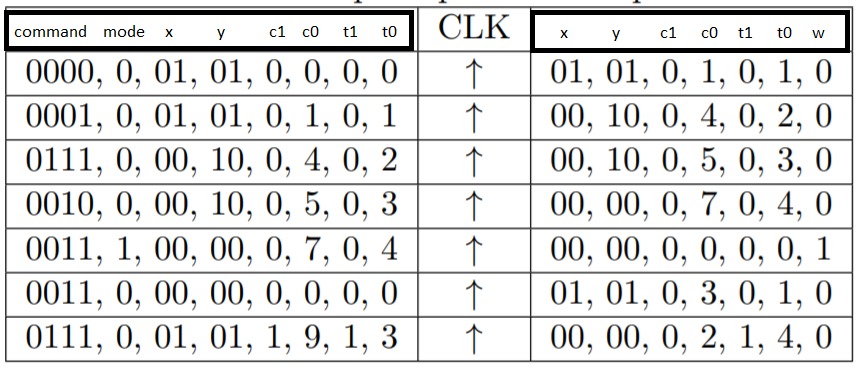 command mode x y c1 c0 t1 t0 CLK x y c1 c0 t1 t0 w
0000, 0, 01, 01, 0, 0, 0, 0 ↑ 01, 01, 0, 1, 0, 1, 0
0001, 0, 01, 01, 0, 1, 0, 1 ↑ 00, 10, 0, 4, 0, 2, 0
0111, 0, 00, 10, 0, 4, 0, 2 ↑ 00, 10, 0, 5, 0, 3, 0
0010, 0, 00, 10, 0, 5, 0, 3 ↑ 00, 00, 0, 7, 0, 4, 0
0011, 1, 00, 00, 0, 7, 0, 4 ↑ 00, 00, 0, 0, 0, 0, 1
0011, 0, 00, 00, 0, 0, 0, 0 ↑ 01, 01, 0, 3, 0, 1, 0
0111, 0, 01, 01, 1, 9, 1, 3 ↑ 00, 00, 0, 2, 1, 4, 0